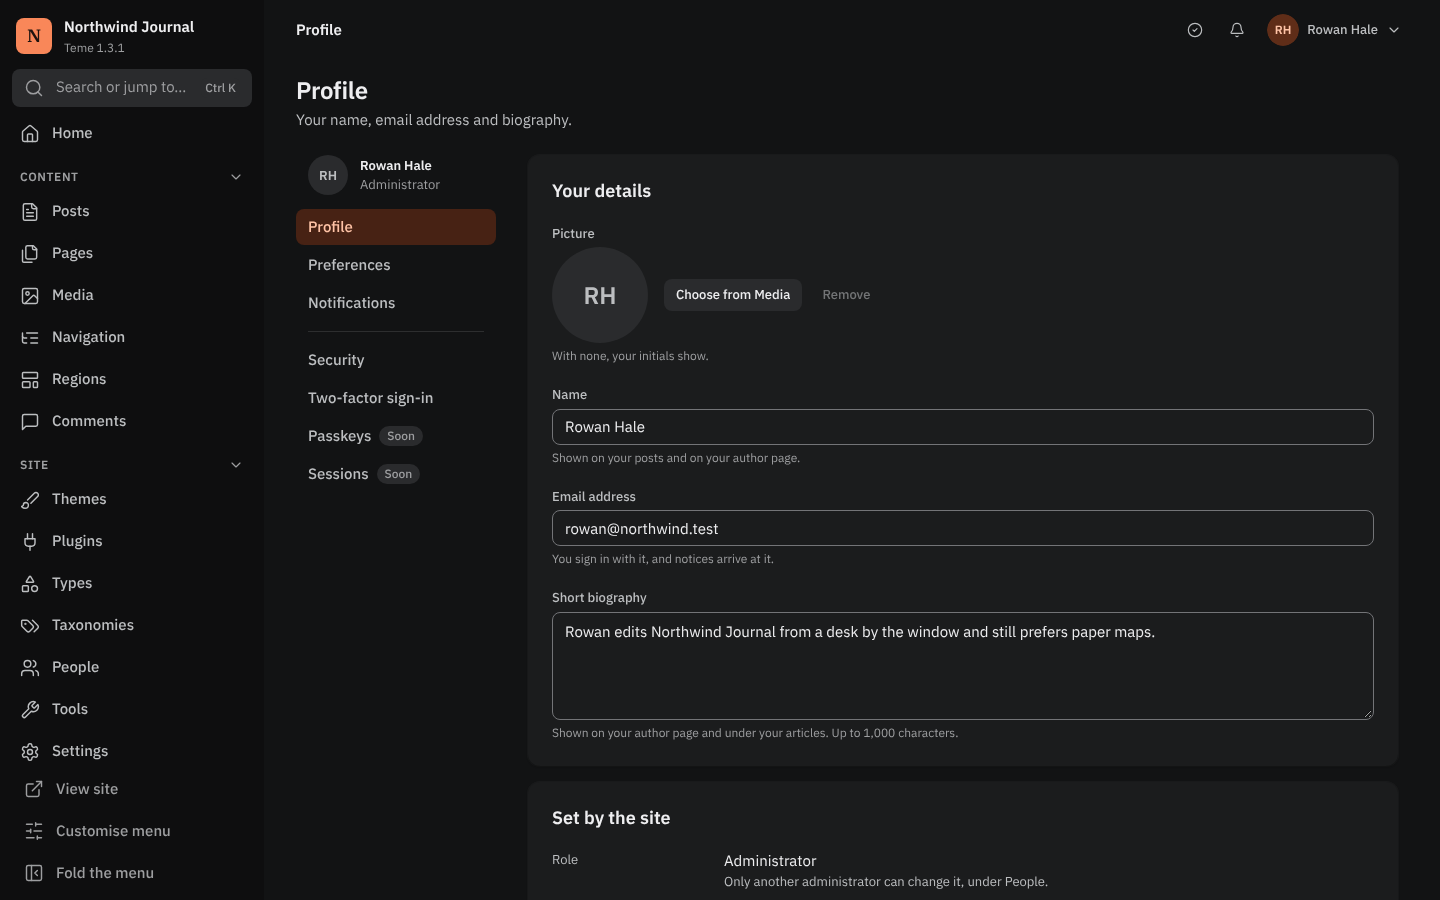 N
Northwind Journal
Teme 1.3.1
Search or jump to...
Ctrl K
Home
CONTENT
Posts
Pages
Media
Navigation
Regions
Comments
SITE
Themes
Plugins
Types
Taxonomies
People
Tools
Settings
View site
Customise menu
Fold the menu
Profile
RH
Rowan Hale
Profile
Your name, email address and biography.
RH
Rowan Hale
Administrator
Profile
Preferences
Notifications
Security
Two-factor sign-in
Passkeys Soon
Sessions Soon
Your details
Picture
RH
Choose from Media
Remove
With none, your initials show.
Name
Rowan Hale
Shown on your posts and on your author page.
Email address
rowan@northwind.test
You sign in with it, and notices arrive at it.
Short biography
Rowan edits Northwind Journal from a desk by the window and still prefers paper maps.
Shown on your author page and under your articles. Up to 1,000 characters.
Set by the site
Role
Administrator
Only another administrator can change it, under People.